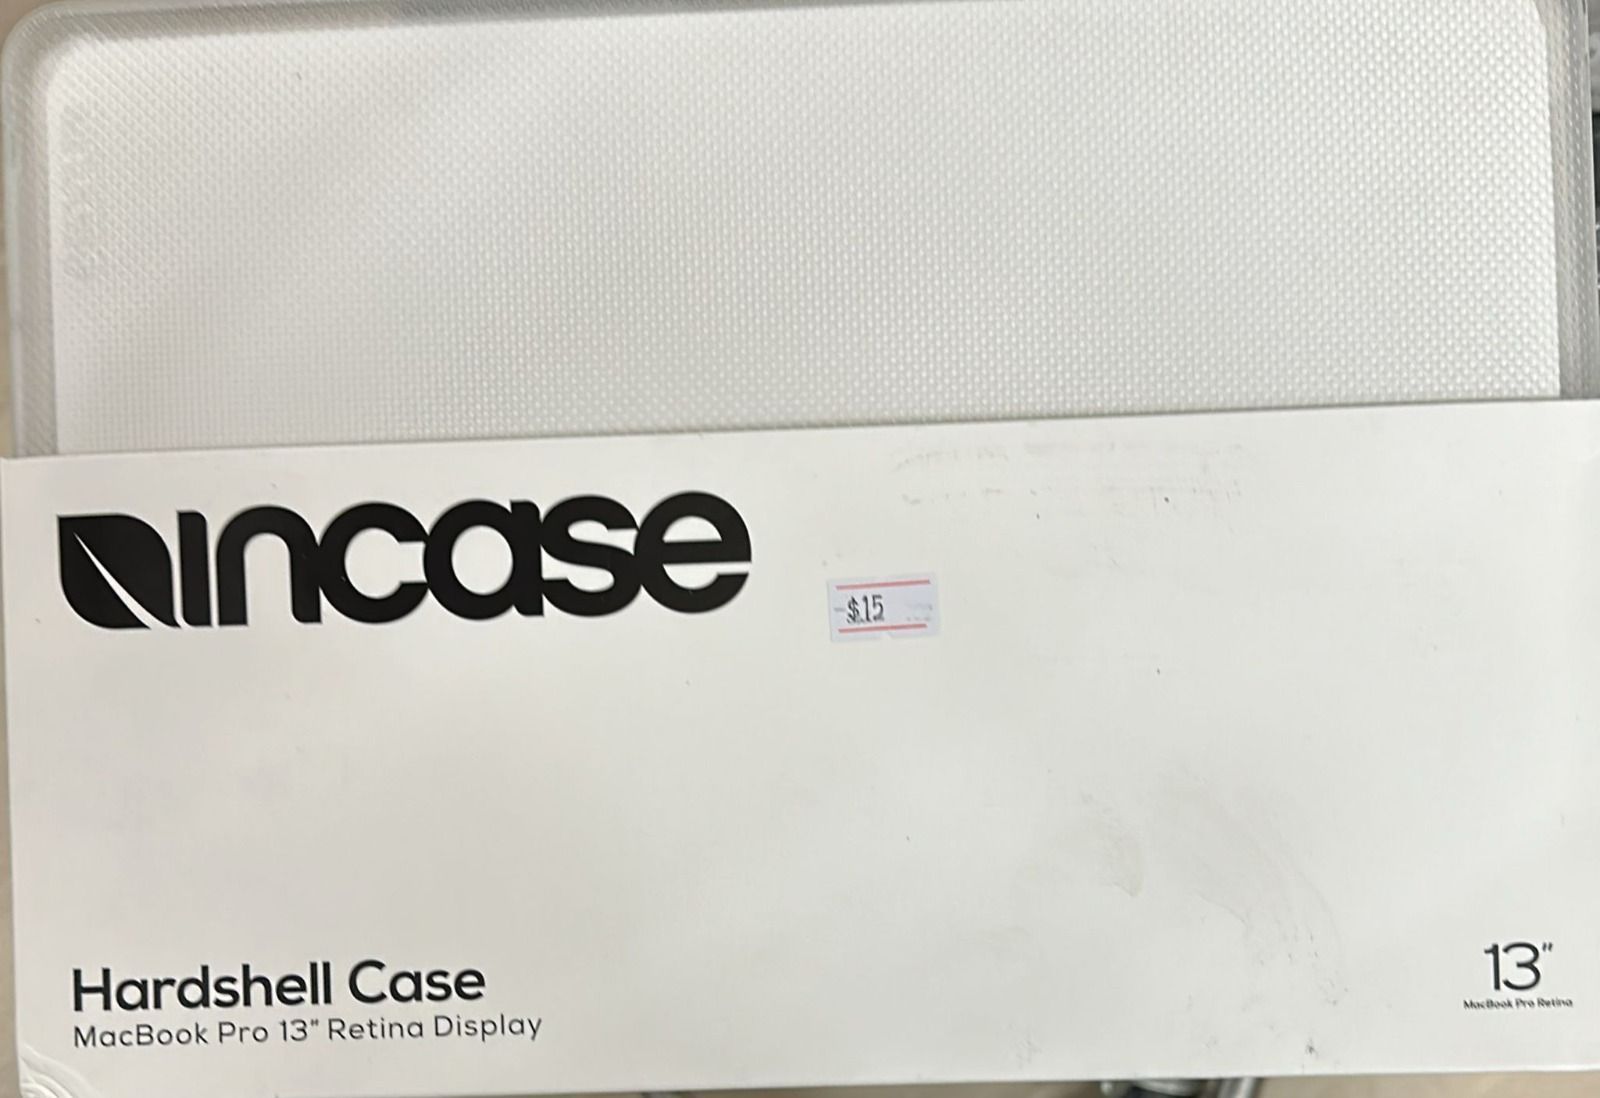 incase
-$15
Hardshell Case
MacBook Pro 13" Retina Display
13"
MacBook Pro Retina